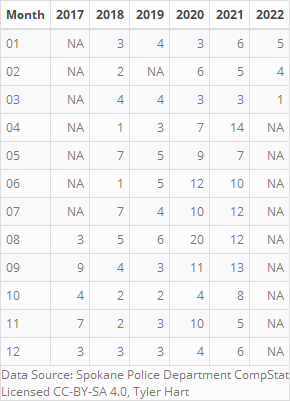 Month 2017 2018 2019 2020 2021 2022
01 NA 3 4 3 6 5
02 NA 2 NA 6 5 4
03 NA 4 4 3 3 1
04 NA 1 3 7 14 NA
05 NA 7 5 9 7 NA
06 NA 1 5 12 10 NA
07 NA 7 4 10 12 NA
08 3 5 6 20 12 NA
09 9 4 3 11 13 NA
10 4 2 2 4 8 NA
11 7 2 3 10 5 NA
12 3 3 3 4 6 NA
Data Source: Spokane Police Department CompStat
Licensed CC-BY-SA 4.0, Tyler Hart